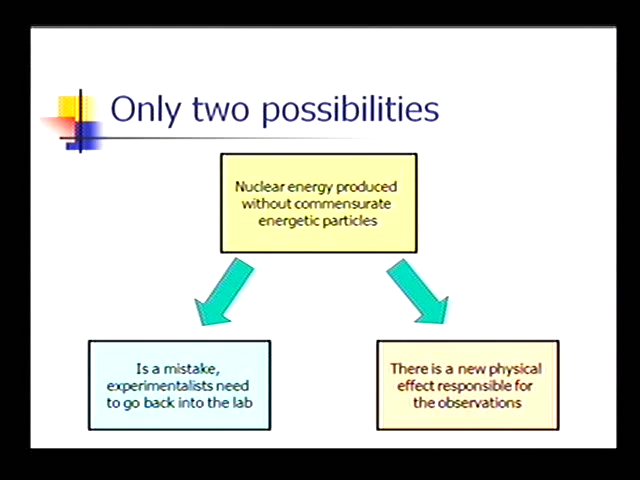 Only two possibilities
Nuclear energy produced
without commensurate
energetic particles
Is a mistake,
experimentalists need
to go back into the lab
There is a new physical
effect responsible for
the observations